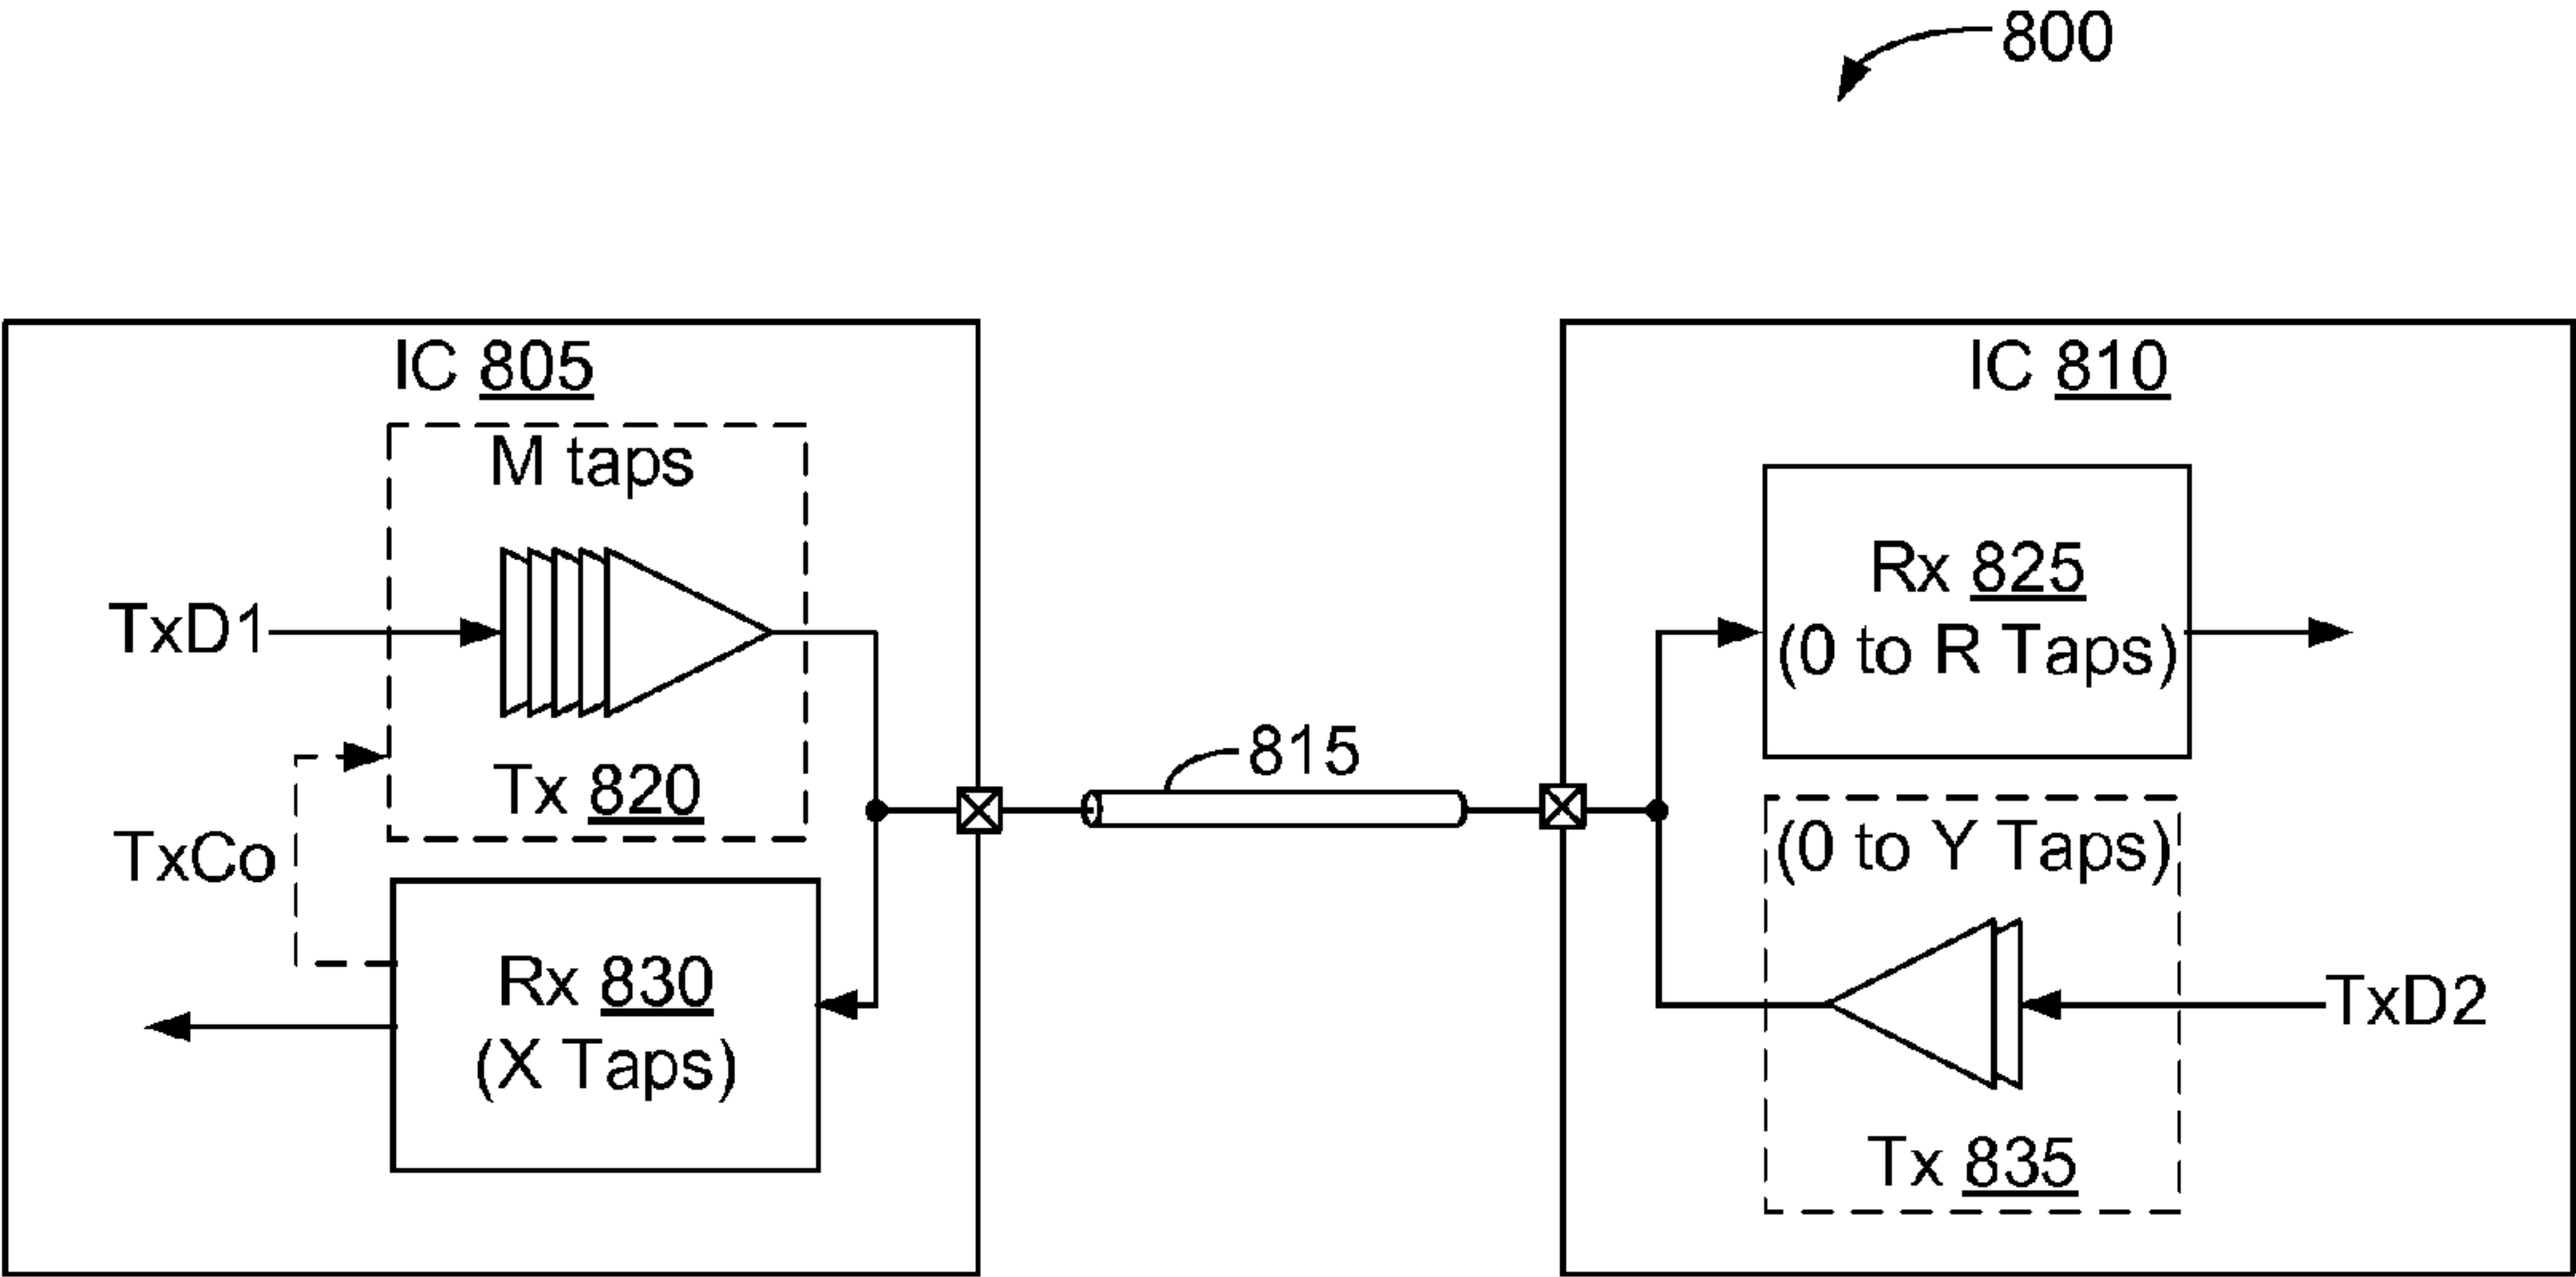 800
IC 805
M taps
TxD1
Tx 820
TxCo
Rx 830
(X Taps)
815
IC 810
Rx 825
(0 to R Taps)
(0 to Y Taps)
TxD2
Tx 835